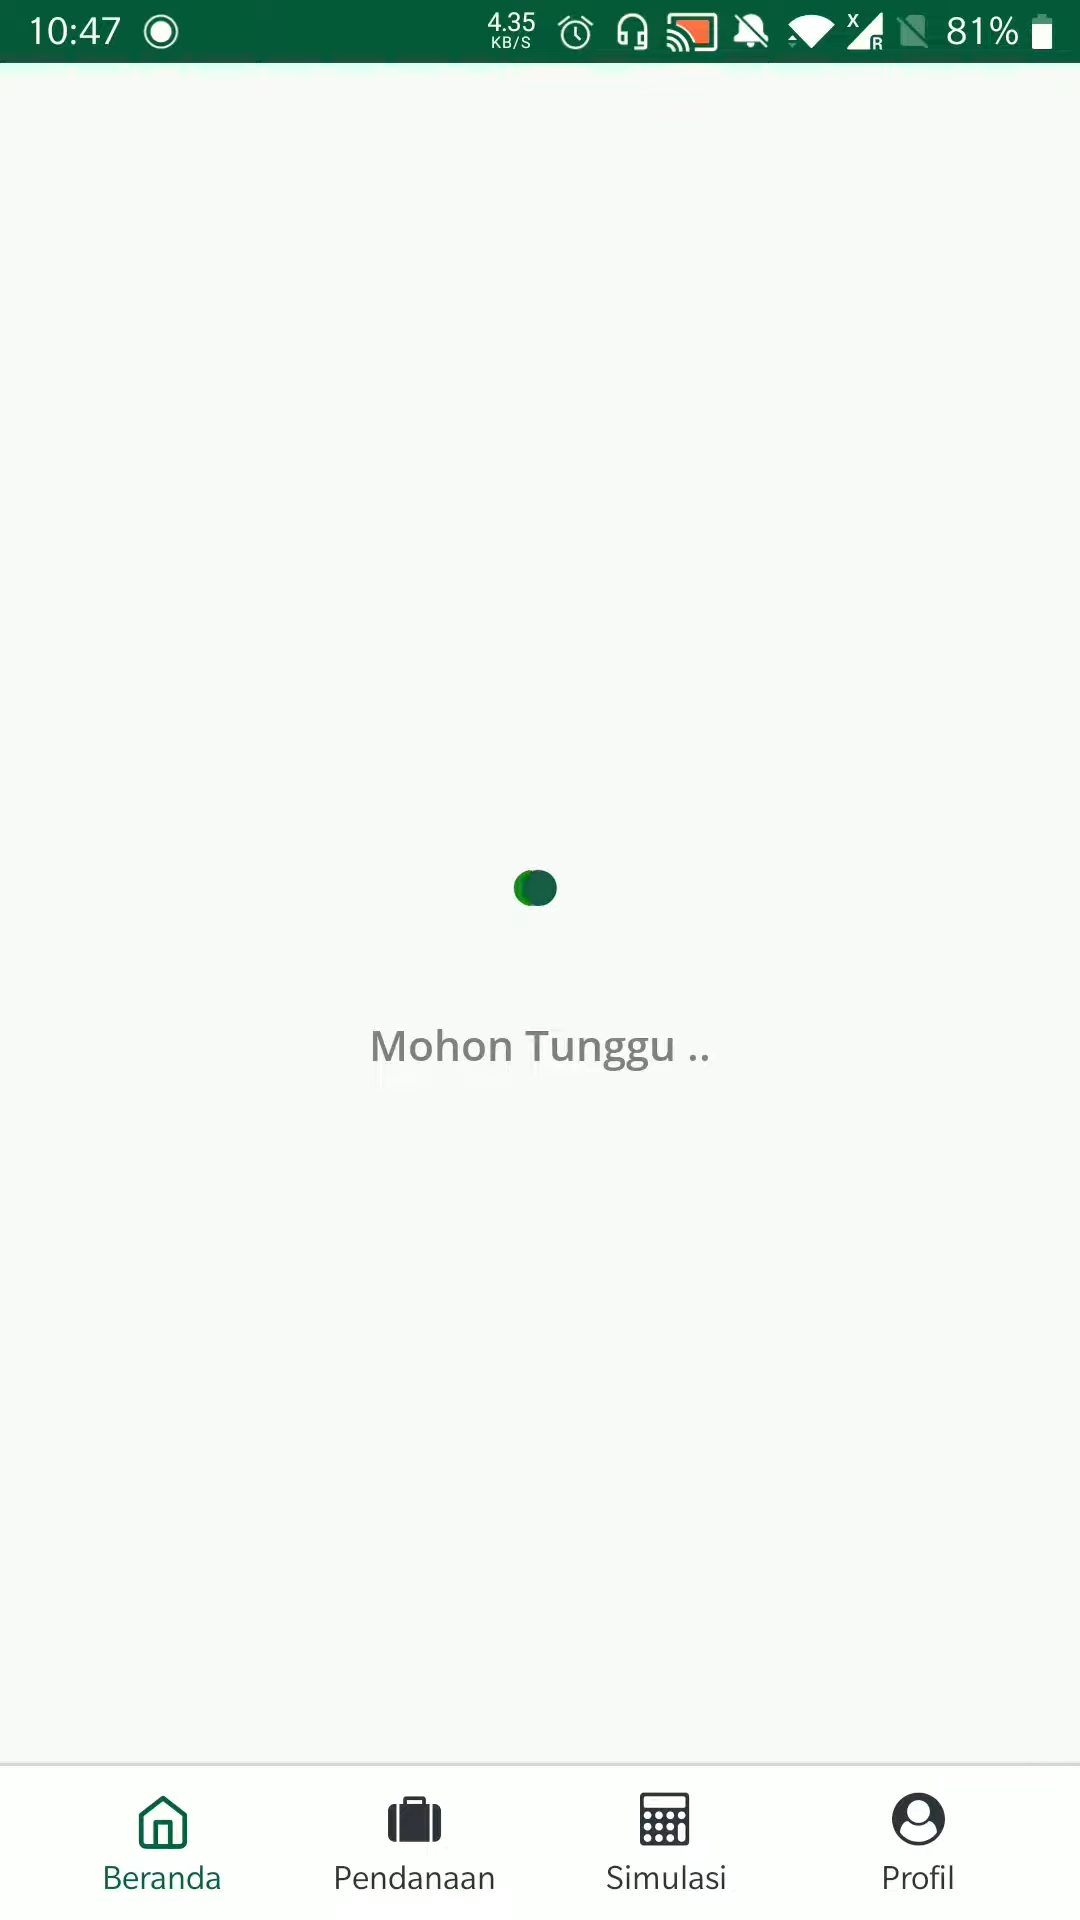 10:47 4.35 KB/S X R 81%
Mohon Tunggu ..
Beranda Pendanaan Simulasi Profil